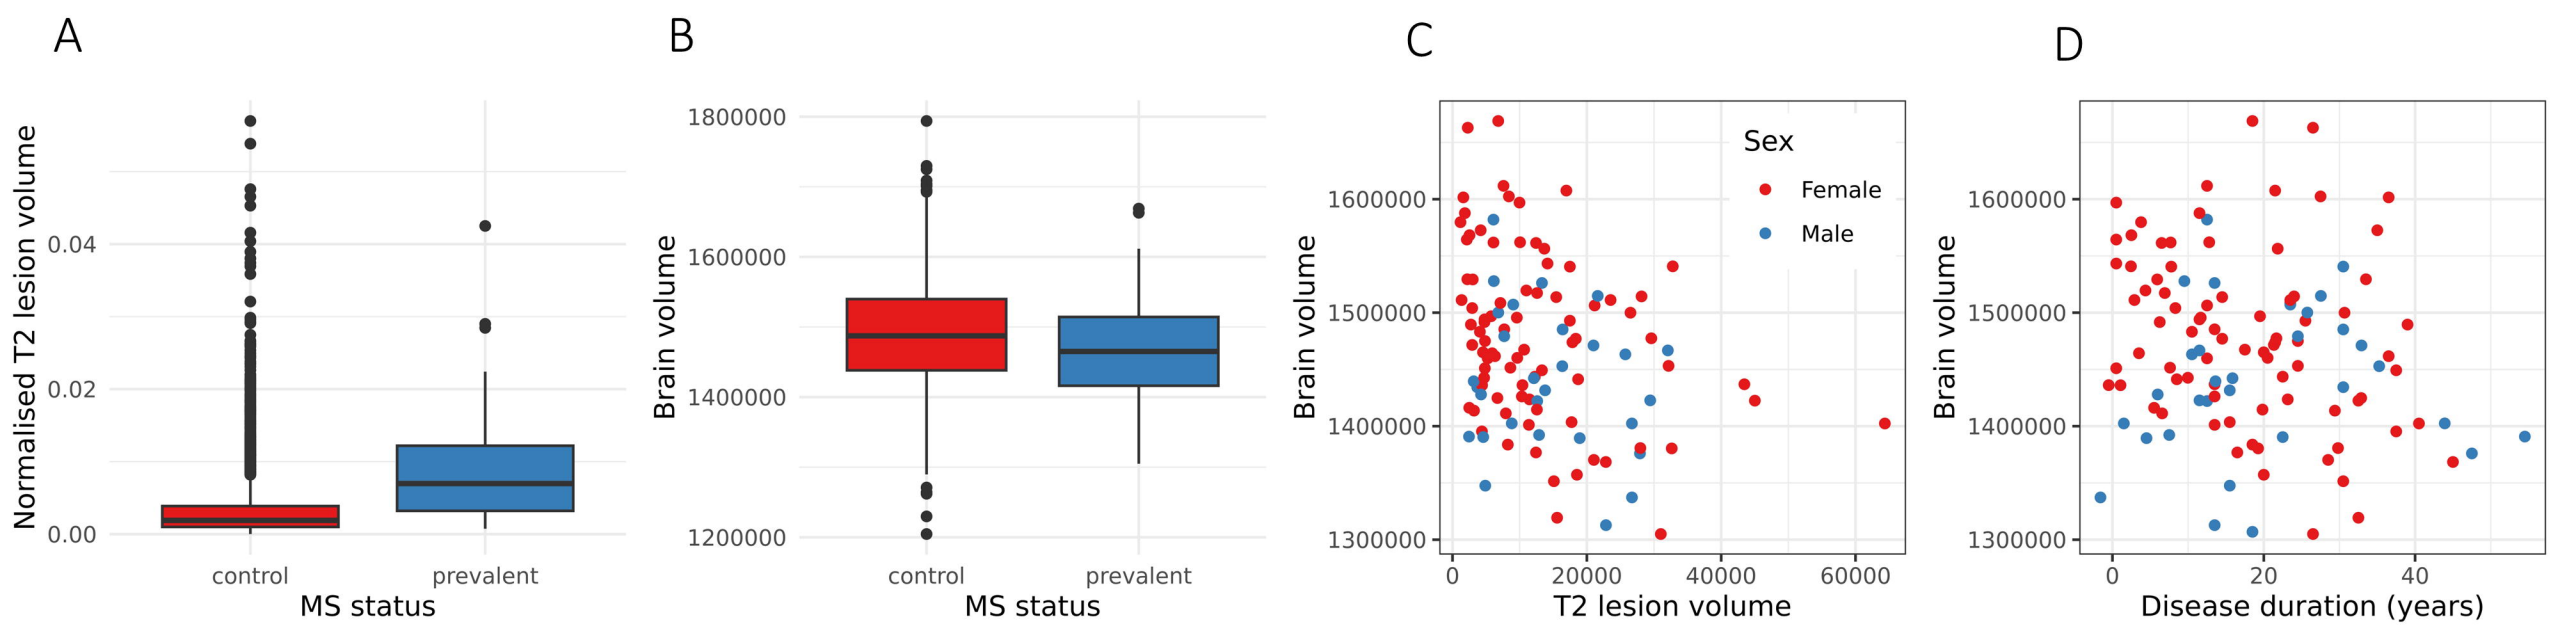 A
Normalised T2 lesion volume
0.04
0.02
0.00
control
prevalent
MS status
B
Brain volume
1800000
1600000
1400000
1200000
control
prevalent
MS status
C
Brain volume
1600000
1500000
1400000
1300000
Sex
Female
Male
0
20000
40000
60000
T2 lesion volume
D
Brain volume
1600000
1500000
1400000
1300000
0
20
40
Disease duration (years)